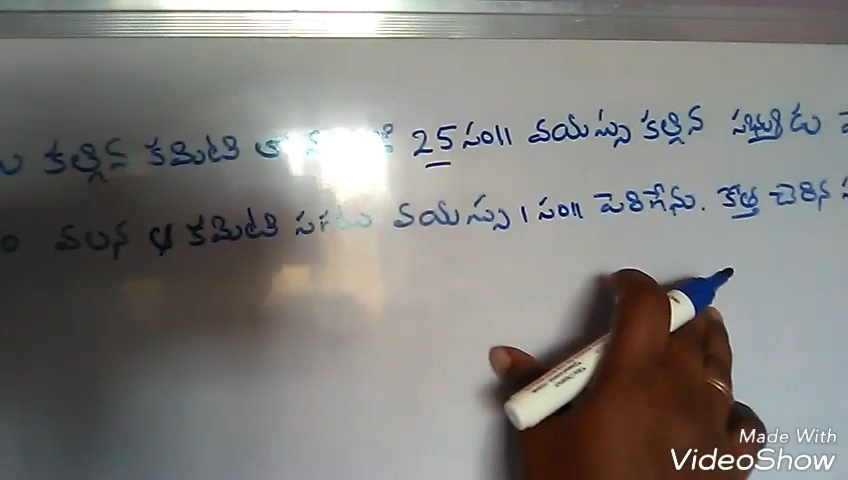 కల్గిన కమిటి 25 సం॥ వయస్సు కల్గిన సభ్యుడు
వలన ఆ కమిటి సగటు వయస్సు 1 సం॥ పెరిగేను. కొత్త చెరిన
Made With
VideoShow